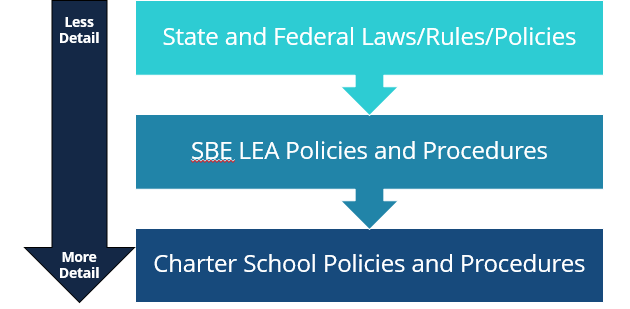 Less
Detail
State and Federal Laws/Rules/Policies
SBE LEA Policies and Procedures
More
Detail
Charter School Policies and Procedures